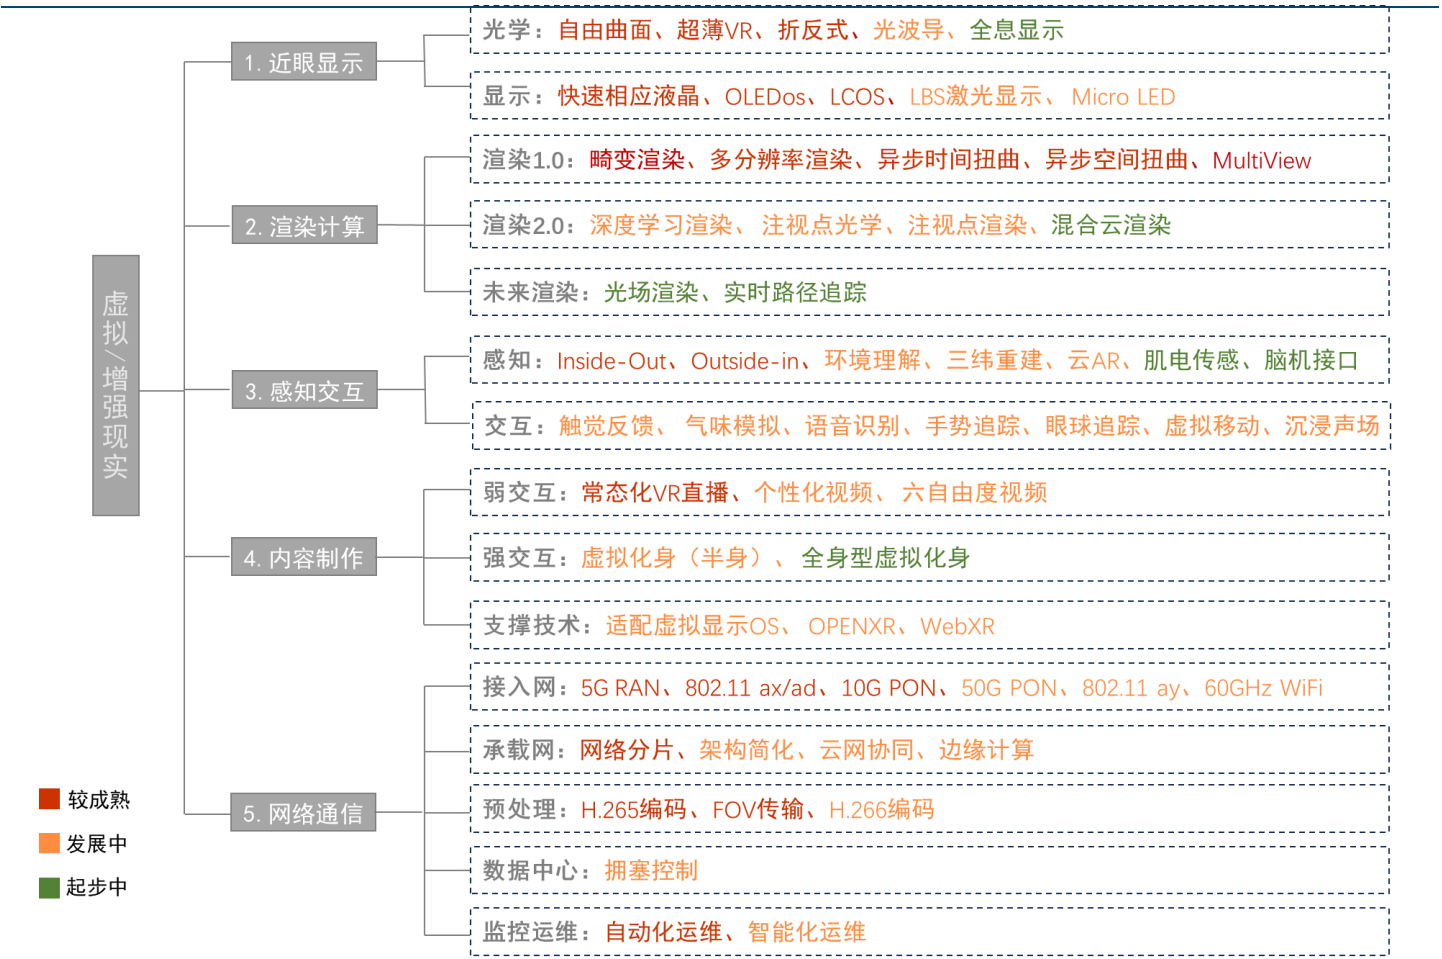 虚拟/增强现实
1. 近眼显示
光学：自由曲面、超薄VR、折反式、光波导、全息显示
显示：快速相应液晶、OLEDos、LCOS、LBS激光显示、Micro LED
2. 渲染计算
渲染1.0：畸变渲染、多分辨率渲染、异步时间扭曲、异步空间扭曲、MultiView
渲染2.0：深度学习渲染、注视点光学、注视点渲染、混合云渲染
未来渲染：光场渲染、实时路径追踪
3. 感知交互
感知：Inside-Out、Outside-in、环境理解、三纬重建、云AR、肌电传感、脑机接口
交互：触觉反馈、气味模拟、语音识别、手势追踪、眼球追踪、虚拟移动、沉浸声场
4. 内容制作
弱交互：常态化VR直播、个性化视频、六自由度视频
强交互：虚拟化身（半身）、全身型虚拟化身
支撑技术：适配虚拟显示OS、OPENXR、WebXR
5. 网络通信
接入网：5G RAN、802.11 ax/ad、10G PON、50G PON、802.11 ay、60GHz WiFi
承载网：网络分片、架构简化、云网协同、边缘计算
预处理：H.265编码、FOV传输、H.266编码
数据中心：拥塞控制
监控运维：自动化运维、智能化运维
较成熟
发展中
起步中